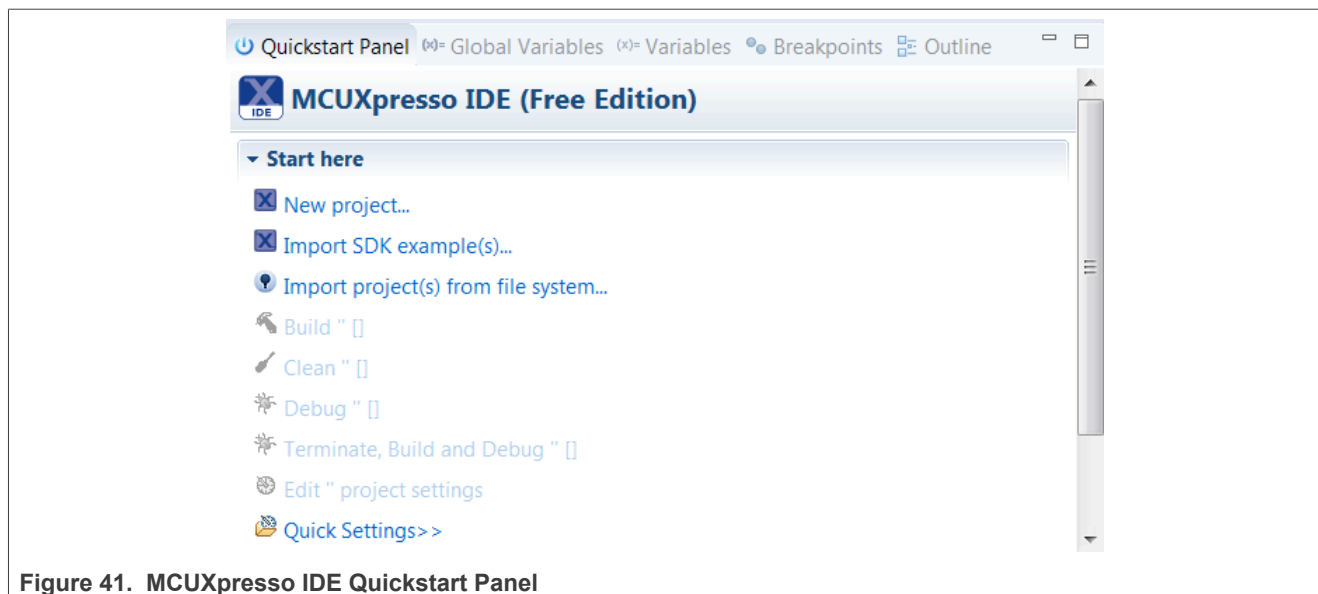 Quickstart Panel (x)= Global Variables (x)= Variables Breakpoints Outline
IDE MCUXpresso IDE (Free Edition)
Start here
New project...
Import SDK example(s)...
Import project(s) from file system...
Build '' []
Clean '' []
Debug '' []
Terminate, Build and Debug '' []
Edit '' project settings
Quick Settings>>
Figure 41. MCUXpresso IDE Quickstart Panel